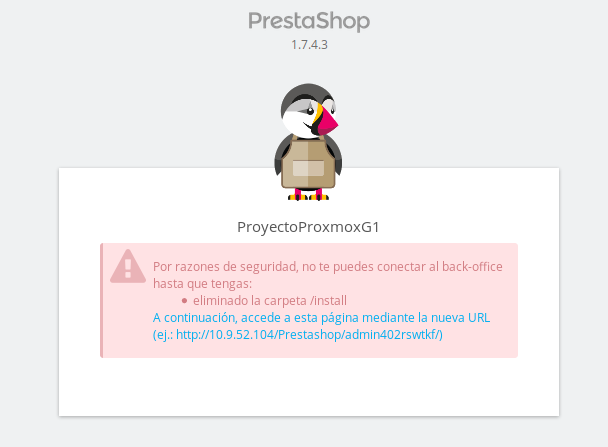 PrestaShop
1.7.4.3
ProyectoProxmoxG1
Por razones de seguridad, no te puedes conectar al back-office
hasta que tengas:
• eliminado la carpeta /install
A continuación, accede a esta página mediante la nueva URL
(ej.: http://10.9.52.104/Prestashop/admin402rswtkf/)